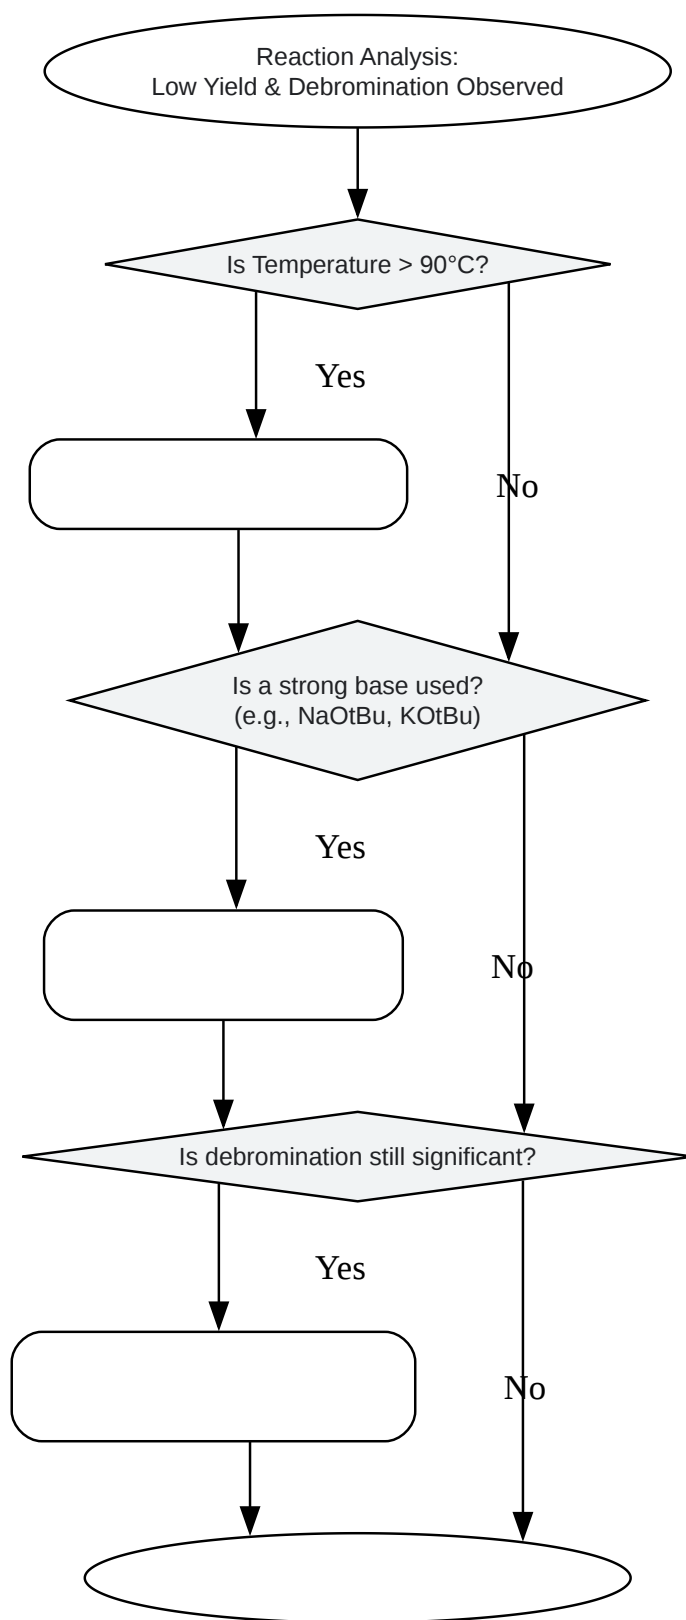 Reaction Analysis:
Low Yield & Debromination Observed
Is Temperature > 90°C?
Yes
No
Is a strong base used?
(e.g., NaOtBu, KOtBu)
Yes
No
Is debromination still significant?
Yes
No